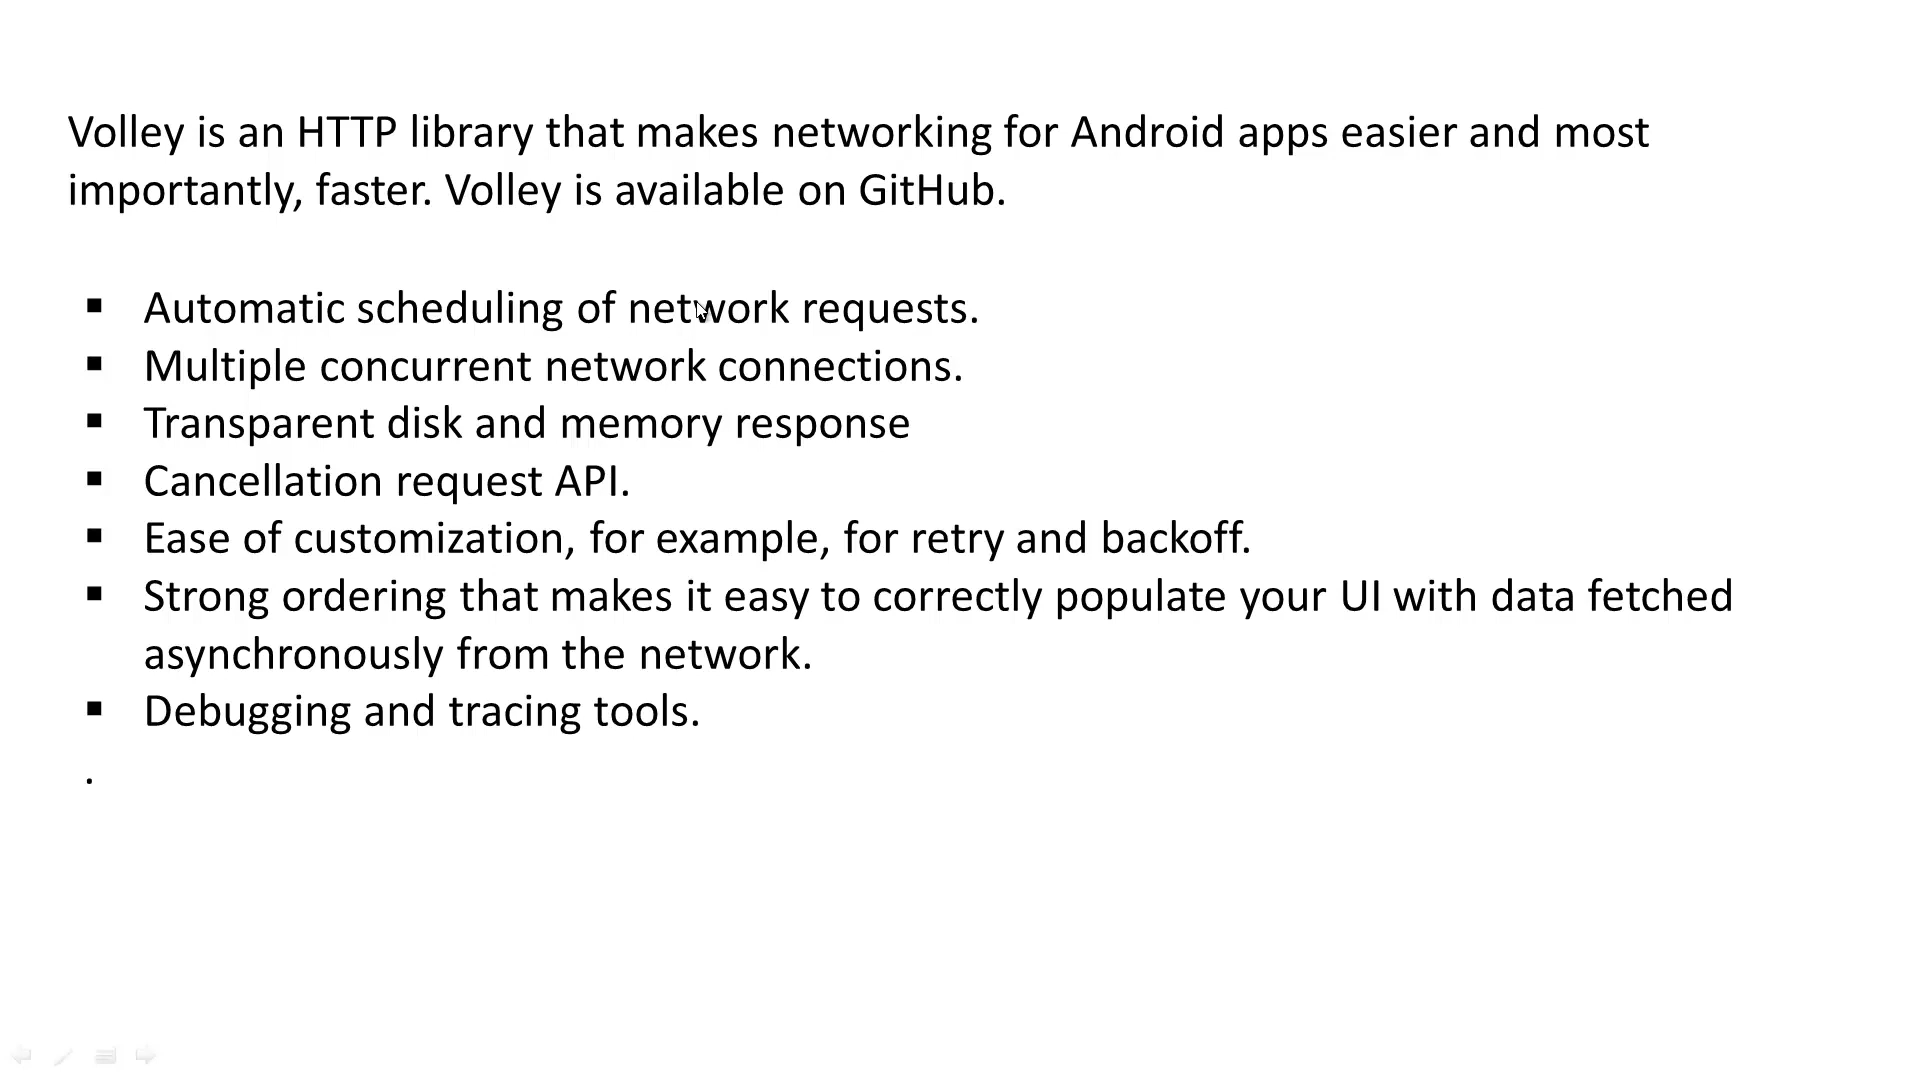 Volley is an HTTP library that makes networking for Android apps easier and most
importantly, faster. Volley is available on GitHub.
▪ Automatic scheduling of network requests.
▪ Multiple concurrent network connections.
▪ Transparent disk and memory response
▪ Cancellation request API.
▪ Ease of customization, for example, for retry and backoff.
▪ Strong ordering that makes it easy to correctly populate your UI with data fetched
asynchronously from the network.
▪ Debugging and tracing tools.
.